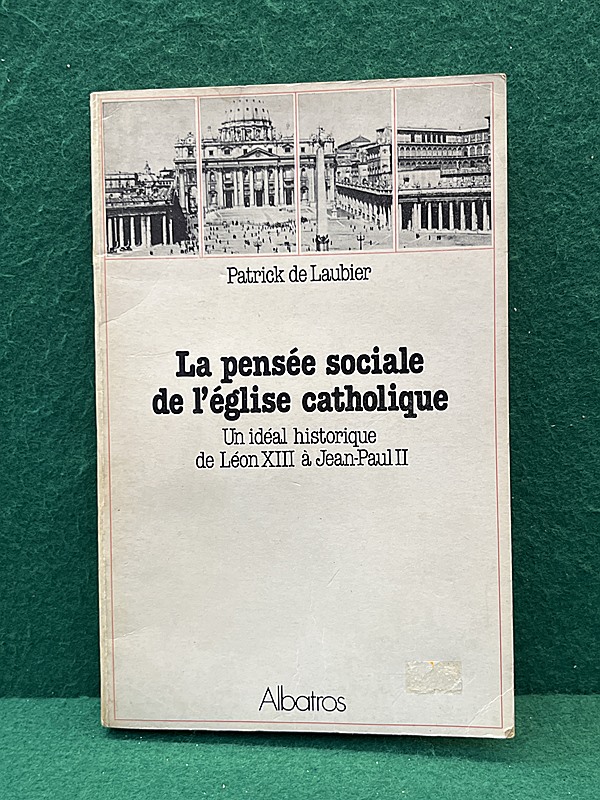 Patrick de Laubier
La pensée sociale
de l'église catholique
Un idéal historique
de Léon XIII à Jean-Paul II
Albatros